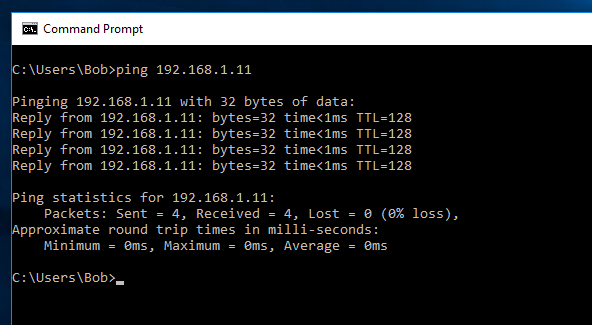 Command Prompt
C:\Users\Bob>ping 192.168.1.11
Pinging 192.168.1.11 with 32 bytes of data:
Reply from 192.168.1.11: bytes=32 time<1ms TTL=128
Reply from 192.168.1.11: bytes=32 time<1ms TTL=128
Reply from 192.168.1.11: bytes=32 time<1ms TTL=128
Reply from 192.168.1.11: bytes=32 time<1ms TTL=128
Ping statistics for 192.168.1.11:
    Packets: Sent = 4, Received = 4, Lost = 0 (0% loss),
Approximate round trip times in milli-seconds:
    Minimum = 0ms, Maximum = 0ms, Average = 0ms
C:\Users\Bob>